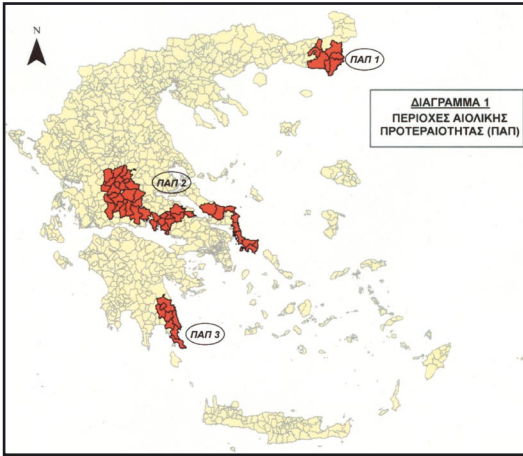 N
ΠΑΠ 1
ΔΙΑΓΡΑΜΜΑ 1
ΠΕΡΙΟΧΕΣ ΑΙΟΛΙΚΗΣ
ΠΡΟΤΕΡΑΙΟΤΗΤΑΣ (ΠΑΠ)
ΠΑΠ 2
ΠΑΠ 3